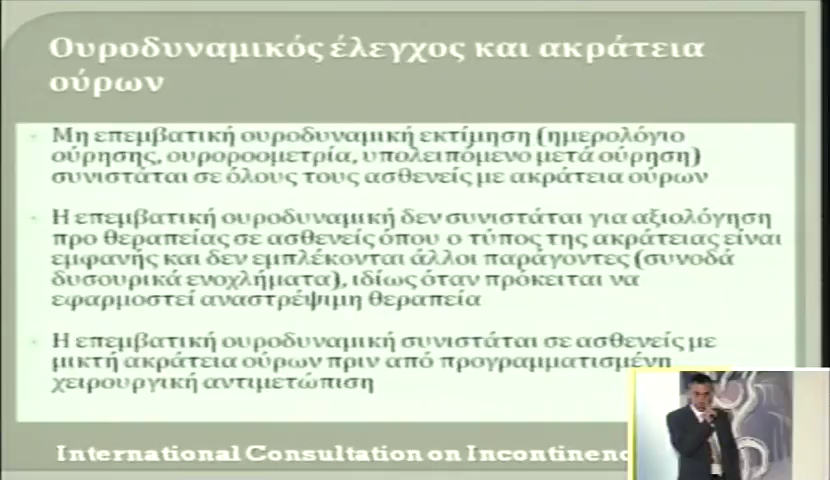 Ουροδυναμικός έλεγχος και ακράτεια
ούρων
Μη επεμβατική ουροδυναμική εκτίμηση (ημερολόγιο
ούρησης, ουροροομετρία, υπολειπόμενο μετά ούρηση)
συνιστάται σε όλους τους ασθενείς με ακράτεια ούρων
Η επεμβατική ουροδυναμική δεν συνιστάται για αξιολόγηση
προ θεραπείας σε ασθενείς όπου ο τύπος της ακράτειας είναι
εμφανής και δεν εμπλέκονται άλλοι παράγοντες (συνοδά
δυσουρικά ενοχλήματα), ιδίως όταν πρόκειται να
εφαρμοστεί αναστρέψιμη θεραπεία
Η επεμβατική ουροδυναμική συνιστάται σε ασθενείς με
μικτή ακράτεια ούρων πριν από προγραμματισμένη
χειρουργική αντιμετώπιση
International Consultation on